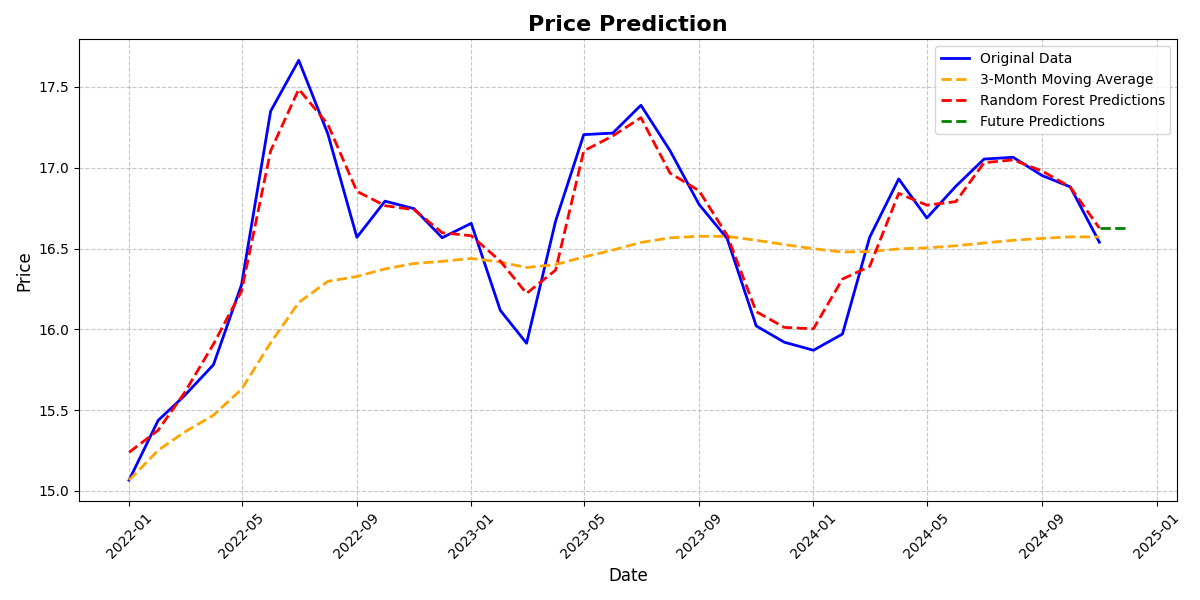 Price Prediction
Original Data
3-Month Moving Average
Random Forest Predictions
Future Predictions
Price
17.5
17.0
16.5
16.0
15.5
15.0
2022-01
2022-05
2022-09
2023-01
2023-05
2023-09
2024-01
2024-05
2024-09
2025-01
Date